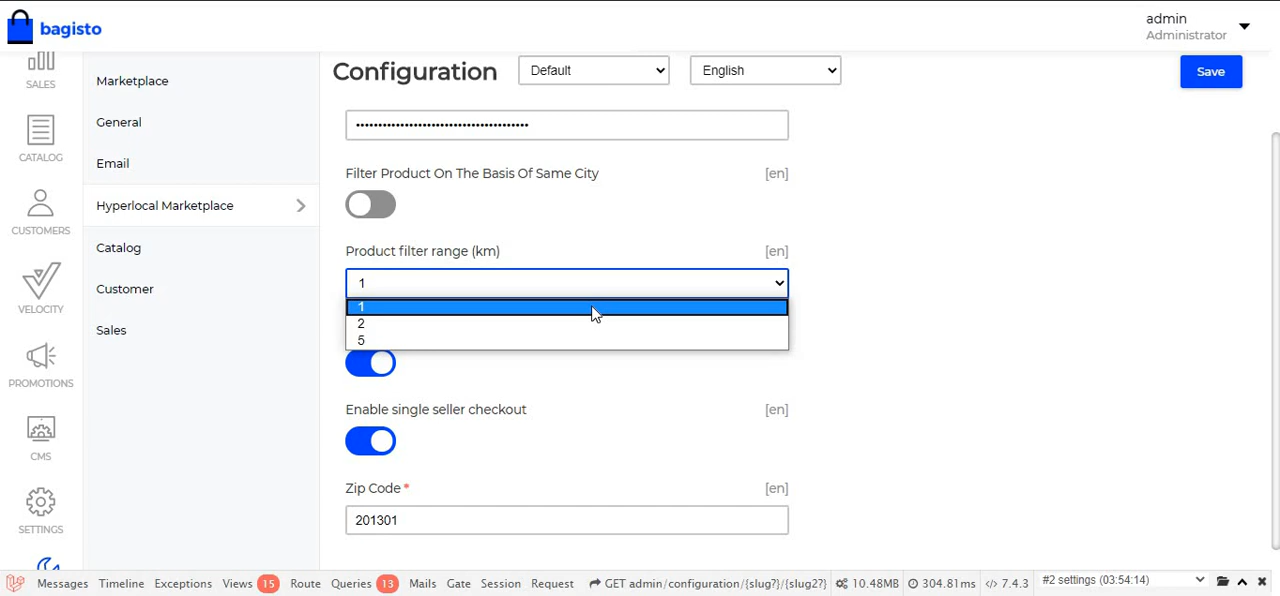 bagisto
admin
Administrator
SALES
CATALOG
CUSTOMERS
VELOCITY
PROMOTIONS
CMS
SETTINGS
Marketplace
General
Email
Hyperlocal Marketplace
Catalog
Customer
Sales
Configuration Default English Save
••••••••••••••••••••••••••••••••••••••••
Filter Product On The Basis Of Same City [en]
Product filter range (km) [en]
1
1
2
5
Enable single seller checkout [en]
Zip Code * [en]
201301
Messages Timeline Exceptions Views 15 Route Queries 13 Mails Gate Session Request GET admin/configuration/{slug?}/{slug2?} 10.48MB 304.81ms </> 7.4.3 #2 settings (03:54:14)